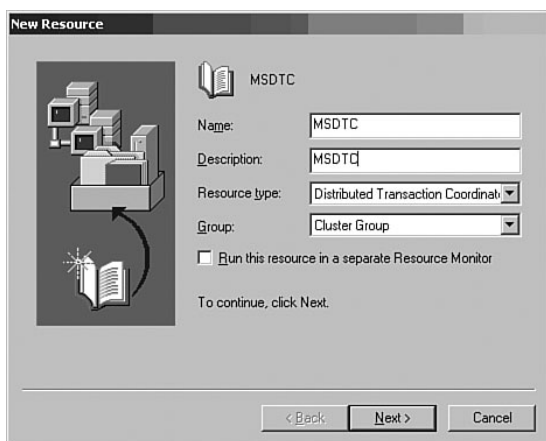 New Resource
MSDTC
Name: MSDTC
Description: MSDTC
Resource type: Distributed Transaction Coordinat
Group: Cluster Group
Run this resource in a separate Resource Monitor
To continue, click Next.
< Back Next > Cancel